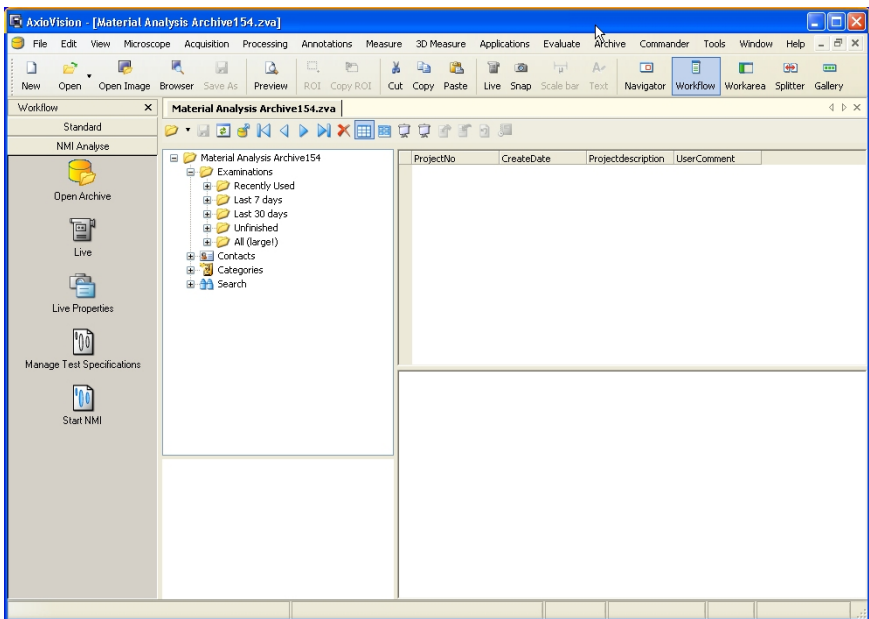 AxioVision - [Material Analysis Archive154.zva]
File Edit View Microscope Acquisition Processing Annotations Measure 3D Measure Applications Evaluate Archive Commander Tools Window Help
New Open Open Image Browser Save As Preview ROI Copy ROI Cut Copy Paste Live Snap Scale bar Text Navigator Workflow Workarea Splitter Gallery
Workflow
Material Analysis Archive154.zva
Standard
NMI Analyse
Open Archive
Live
Live Properties
Manage Test Specifications
Start NMI
Material Analysis Archive154
Examinations
Recently Used
Last 7 days
Last 30 days
Unfinished
All (large!)
Contacts
Categories
Search
ProjectNo CreateDate Projectdescription UserComment